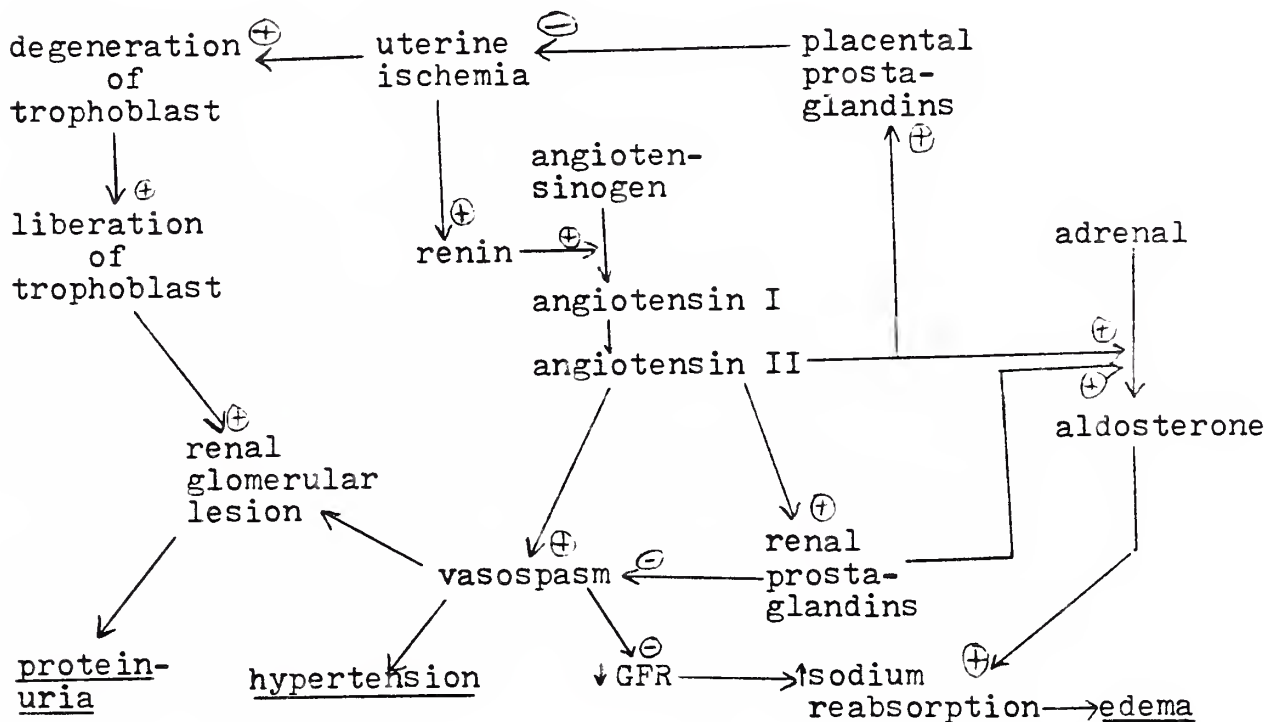 degeneration
of
trophoblast
⊕
uterine
ischemia
⊖
placental
prosta-
glandins
⊕
⊕
liberation
of
trophoblast
⊕
renin
⊕
angioten-
sinogen
angiotensin I
angiotensin II
adrenal
⊕
⊕
aldosterone
⊕
renal
glomerular
lesion
⊕
vasospasm
⊖
⊕
renal
prosta-
glandins
protein-
uria
hypertension
⊖
↓ GFR
↑sodium
reabsorption
⊕
edema